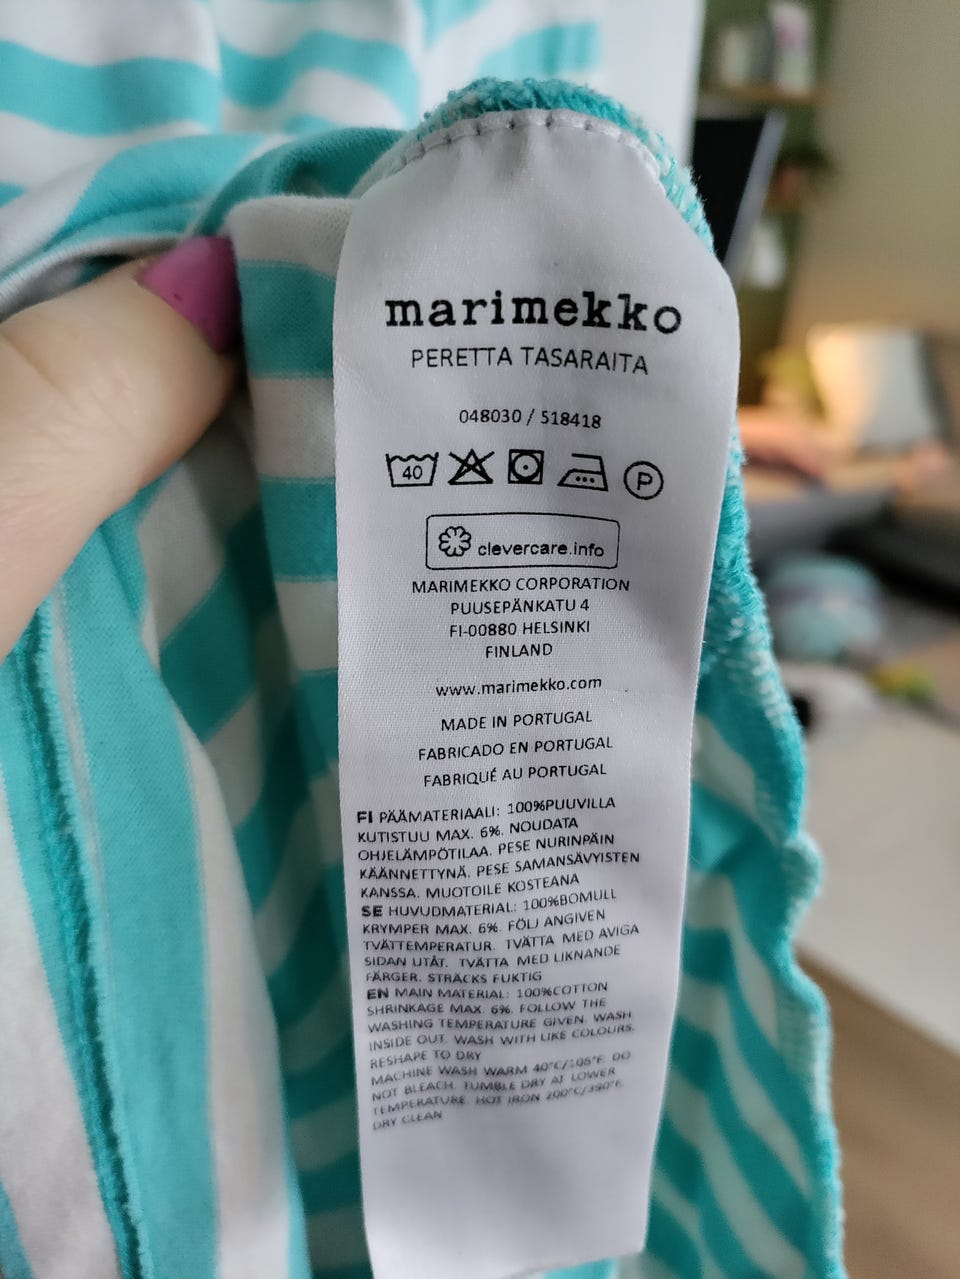 marimekko
PERETTA TASARAITA
048030 / 518418
40 P
clevercare.info
MARIMEKKO CORPORATION
PUUSEPÄNKATU 4
FI-00880 HELSINKI
FINLAND
www.marimekko.com
MADE IN PORTUGAL
FABRICADO EN PORTUGAL
FABRIQUÉ AU PORTUGAL
FI PÄÄMATERIAALI: 100%PUUVILLA
KUTISTUU MAX. 6%. NOUDATA
OHJELÄMPÖTILAA. PESE NURINPÄIN
KÄÄNNETTYNÄ. PESE SAMANSÄVYISTEN
KANSSA. MUOTOILE KOSTEANA
SE HUVUDMATERIAL: 100%BOMULL
KRYMPER MAX. 6%. FÖLJ ANGIVEN
TVÄTTEMPERATUR. TVÄTTA MED AVIGA
SIDAN UTÅT. TVÄTTA MED LIKNANDE
FÄRGER. STRÄCKS FUKTIG
EN MAIN MATERIAL: 100%COTTON
SHRINKAGE MAX. 6%. FOLLOW THE
WASHING TEMPERATURE GIVEN. WASH
INSIDE OUT. WASH WITH LIKE COLOURS.
RESHAPE TO DRY
MACHINE WASH WARM 40°C/105°F. DO
NOT BLEACH. TUMBLE DRY AT LOWER
TEMPERATURE. HOT IRON 200°C/390°F.
DRY CLEAN